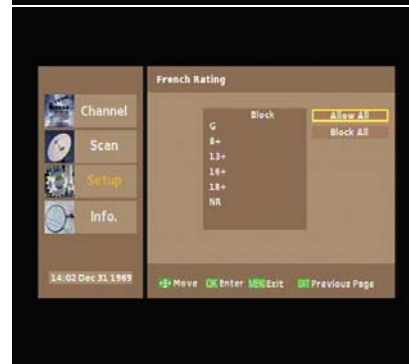 French Rating
Channel
Scan
Setup
Info.
Block
G
8+
13+
16+
18+
NR
Allow All
Block All
14:02 Dec 31 1969
Move OK Enter MENU Exit EXIT Previous Page